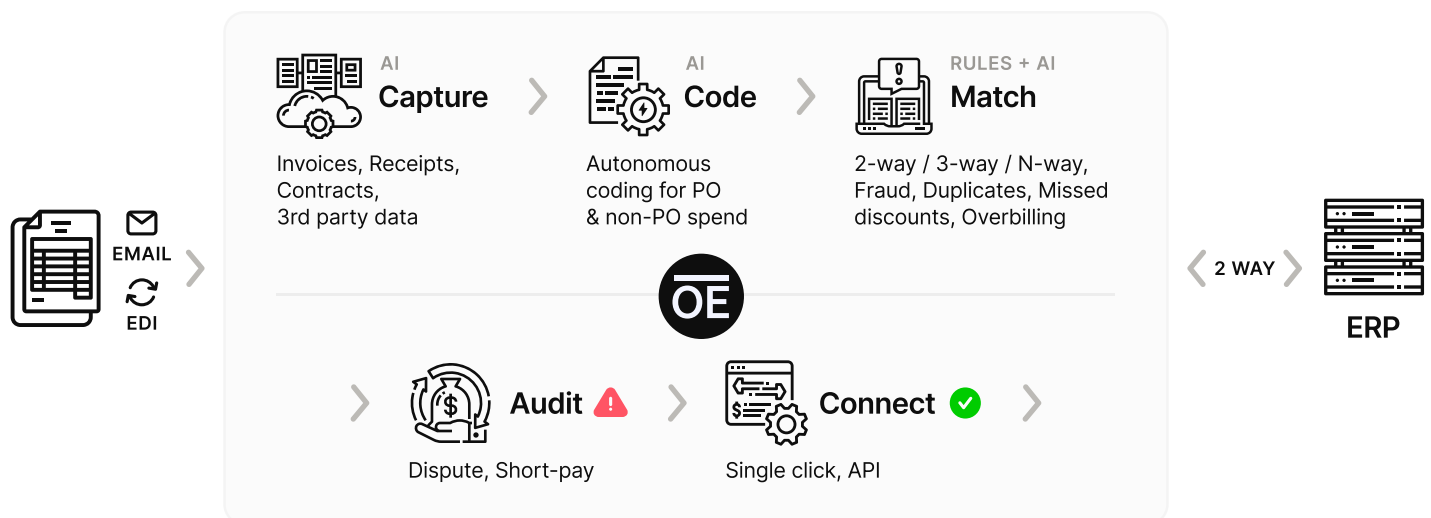 EMAIL
EDI
AI
Capture
Invoices, Receipts,
Contracts,
3rd party data
AI
Code
Autonomous
coding for PO
& non-PO spend
RULES + AI
Match
2-way / 3-way / N-way,
Fraud, Duplicates, Missed
discounts, Overbilling
OE
$
Audit
Dispute, Short-pay
$
Connect
Single click, API
2 WAY
ERP